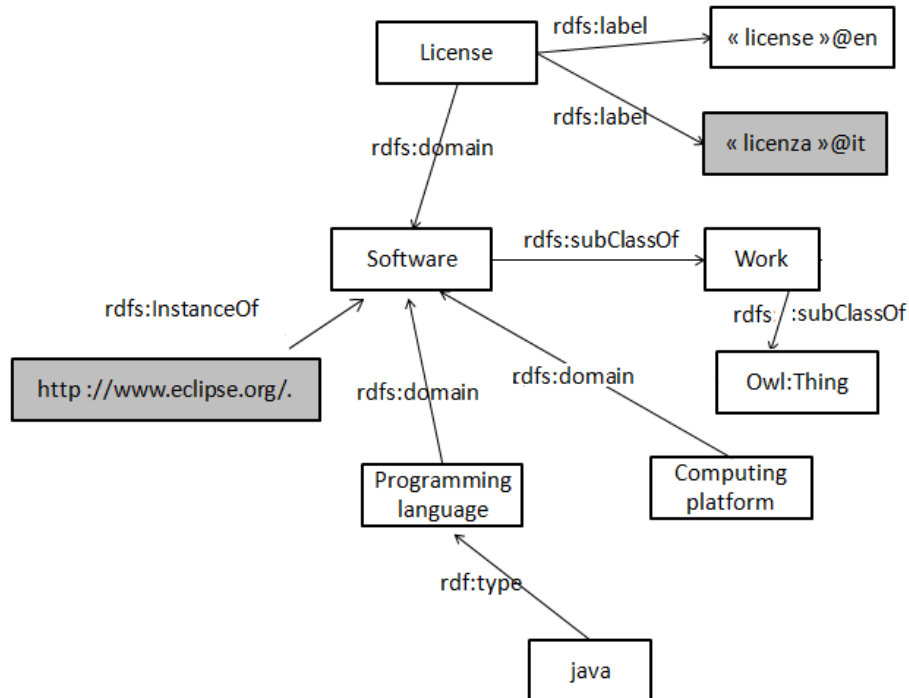 rdfs:label
« license »@en
License
rdfs:label
« licenza »@it
rdfs:domain
Software
rdfs:subClassOf
Work
rdfs:InstanceOf
rdfs: :subClassOf
http ://www.eclipse.org/.
rdfs:domain
rdfs:domain
Owl:Thing
Programming
language
Computing
platform
rdf:type
java